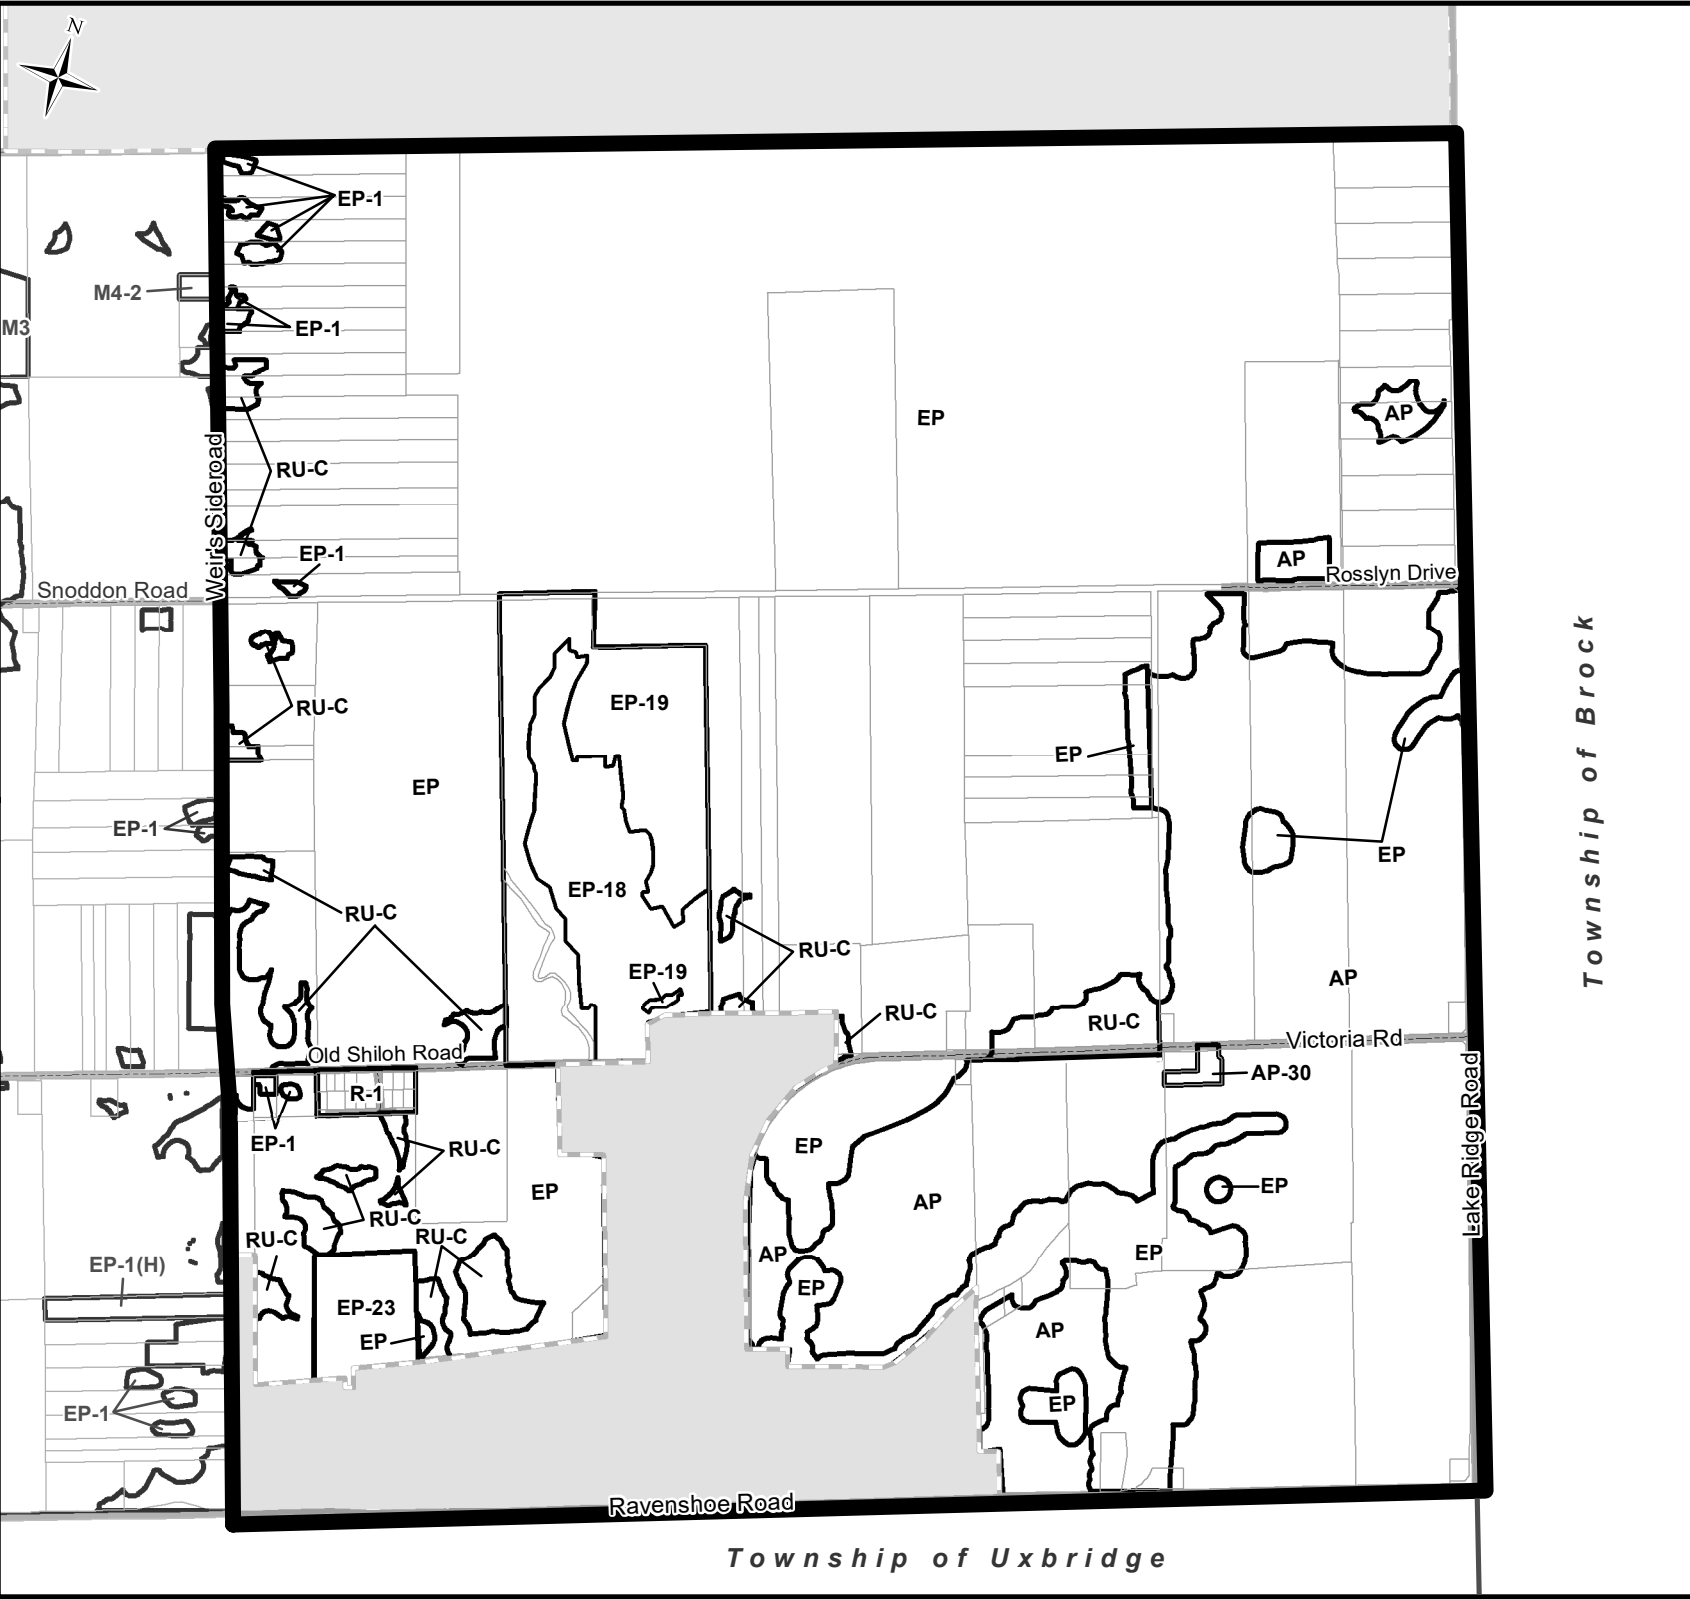 N
EP-1
M4-2
M3
EP-1
AP
EP
RU-C
Weir's Sideroad
EP-1
AP
Rosslyn Drive
Snoddon Road
Township of Brock
EP-19
RU-C
EP
EP
EP-1
EP
EP-18
RU-C
RU-C
EP-19
AP
RU-C
RU-C
Victoria Rd
Old Shiloh Road
AP-30
R-1
Lake Ridge Road
EP-1
RU-C
EP
EP
EP
AP
RU-C
RU-C
RU-C
EP
AP
EP-1(H)
EP
EP-23
AP
EP
EP
EP-1
Ravenshoe Road
Township of Uxbridge